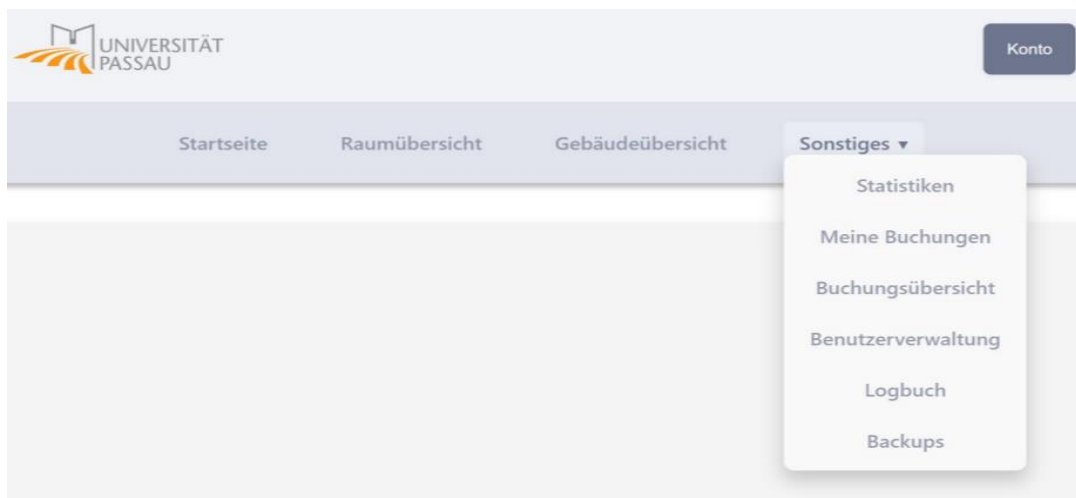 UNIVERSITÄT
PASSAU
Konto
Startseite Raumübersicht Gebäudeübersicht Sonstiges ▾
Statistiken
Meine Buchungen
Buchungsübersicht
Benutzerverwaltung
Logbuch
Backups